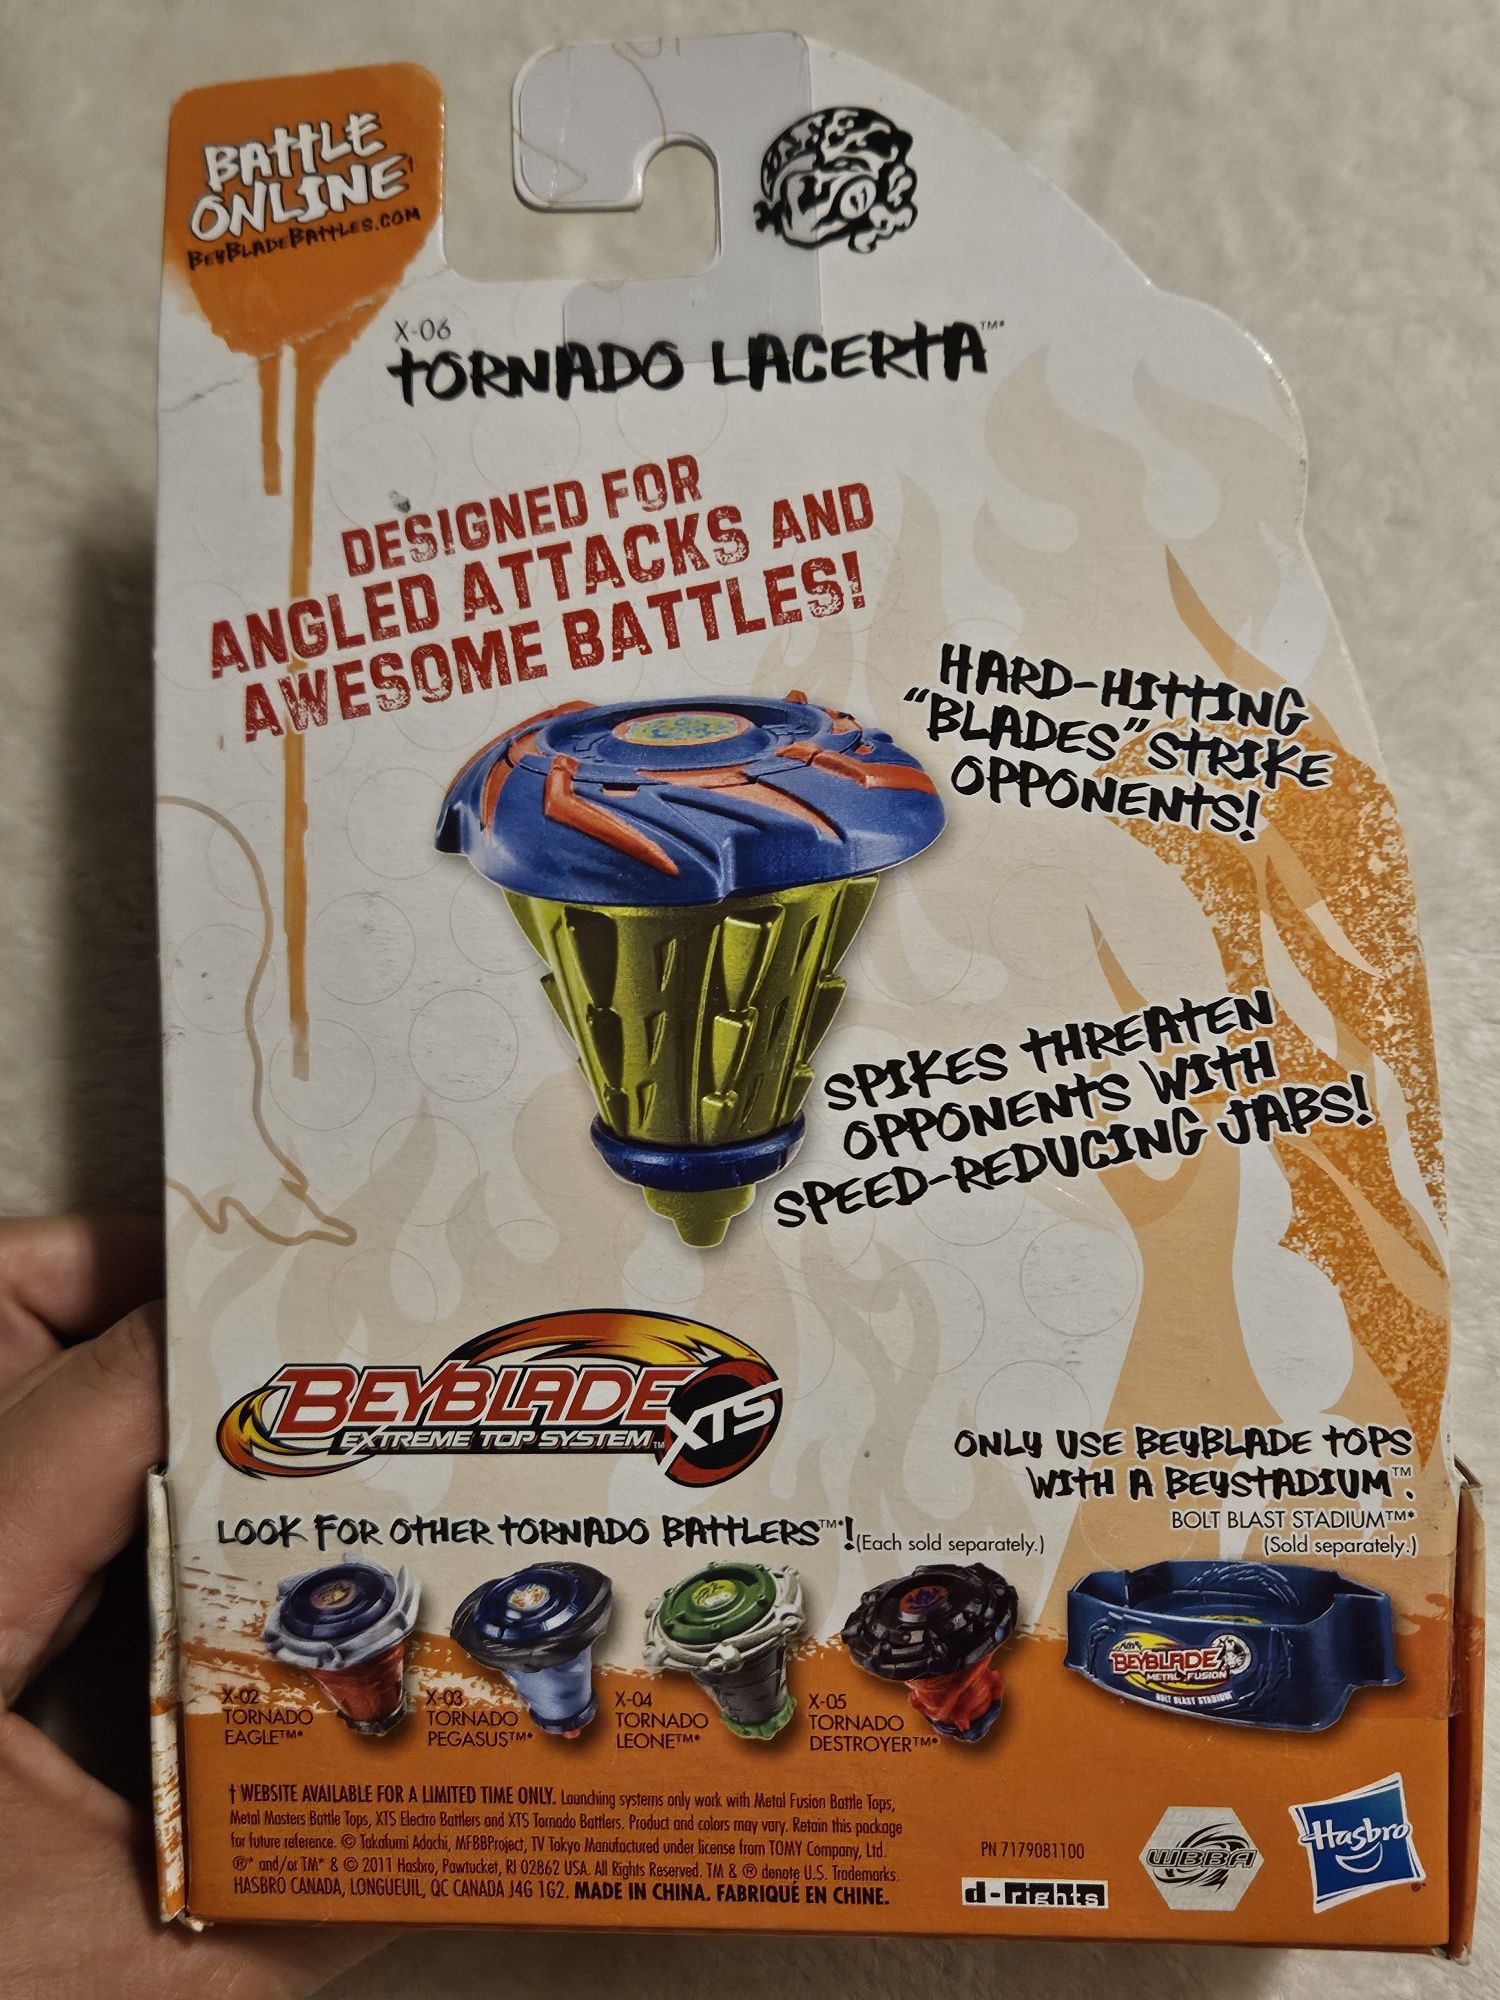 BATTLE
ONLINE†
BEYBLADEBATTLES.COM
X-06
TORNADO LACERTA™*
DESIGNED FOR
ANGLED ATTACKS AND
AWESOME BATTLES!
HARD-HITTING
"BLADES" STRIKE
OPPONENTS!
SPIKES THREATEN
OPPONENTS WITH
SPEED-REDUCING JABS!
BEYBLADE
EXTREME TOP SYSTEM™
XTS
ONLY USE BEYBLADE TOPS
WITH A BEYSTADIUM™.
BOLT BLAST STADIUM™*
(Sold separately.)
LOOK FOR OTHER TORNADO BATTLERS™*! (Each sold separately.)
X-02
TORNADO
EAGLE™*
X-03
TORNADO
PEGASUS™*
X-04
TORNADO
LEONE™*
X-05
TORNADO
DESTROYER™*
BEYBLADE
METAL FUSION
BOLT BLAST STADIUM
† WEBSITE AVAILABLE FOR A LIMITED TIME ONLY. Launching systems only work with Metal Fusion Battle Tops,
Metal Masters Battle Tops, XTS Electro Battlers and XTS Tornado Battlers. Product and colors may vary. Retain this package
for future reference. © Takafumi Adachi, MFBBProject, TV Tokyo Manufactured under license from TOMY Company, Ltd.
®* and/or TM* & © 2011 Hasbro, Pawtucket, RI 02862 USA. All Rights Reserved. TM & ® denote U.S. Trademarks.
HASBRO CANADA, LONGUEUIL, QC CANADA J4G 1G2. MADE IN CHINA. FABRIQUÉ EN CHINE.
PN 7179081100
d-rights
WBBA
Hasbro
®*